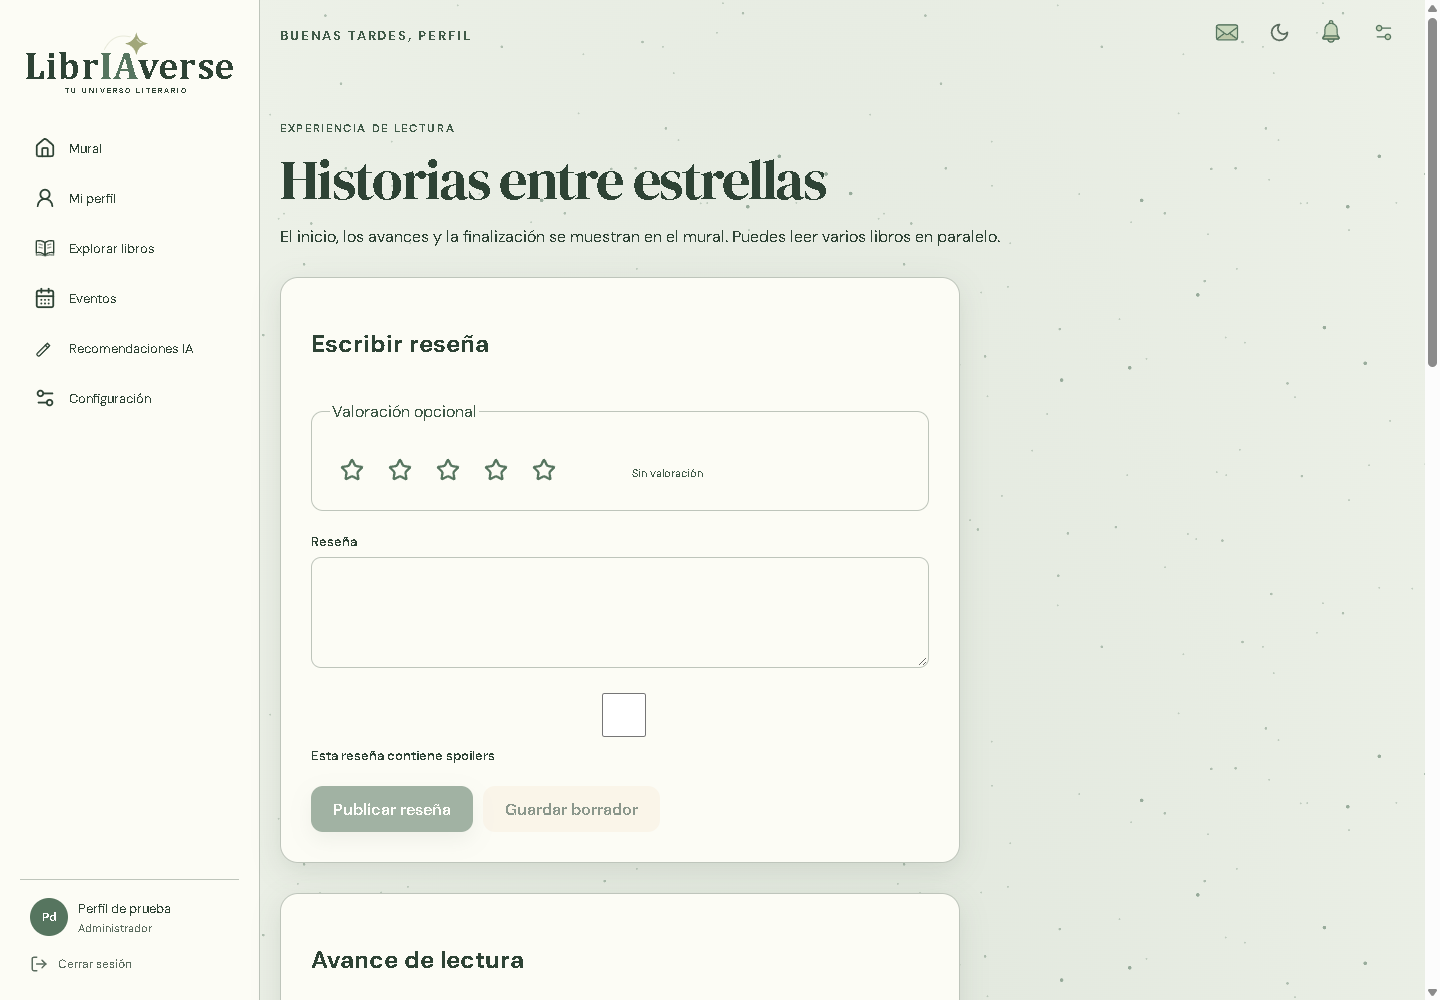 LibrIAverse
TU UNIVERSO LITERARIO
Mural
Mi perfil
Explorar libros
Eventos
Recomendaciones IA
Configuración
Pd
Perfil de prueba
Administrador
Cerrar sesión
BUENAS TARDES, PERFIL
EXPERIENCIA DE LECTURA
Historias entre estrellas
El inicio, los avances y la finalización se muestran en el mural. Puedes leer varios libros en paralelo.
Escribir reseña
Valoración opcional
Sin valoración
Reseña
Esta reseña contiene spoilers
Publicar reseña
Guardar borrador
Avance de lectura